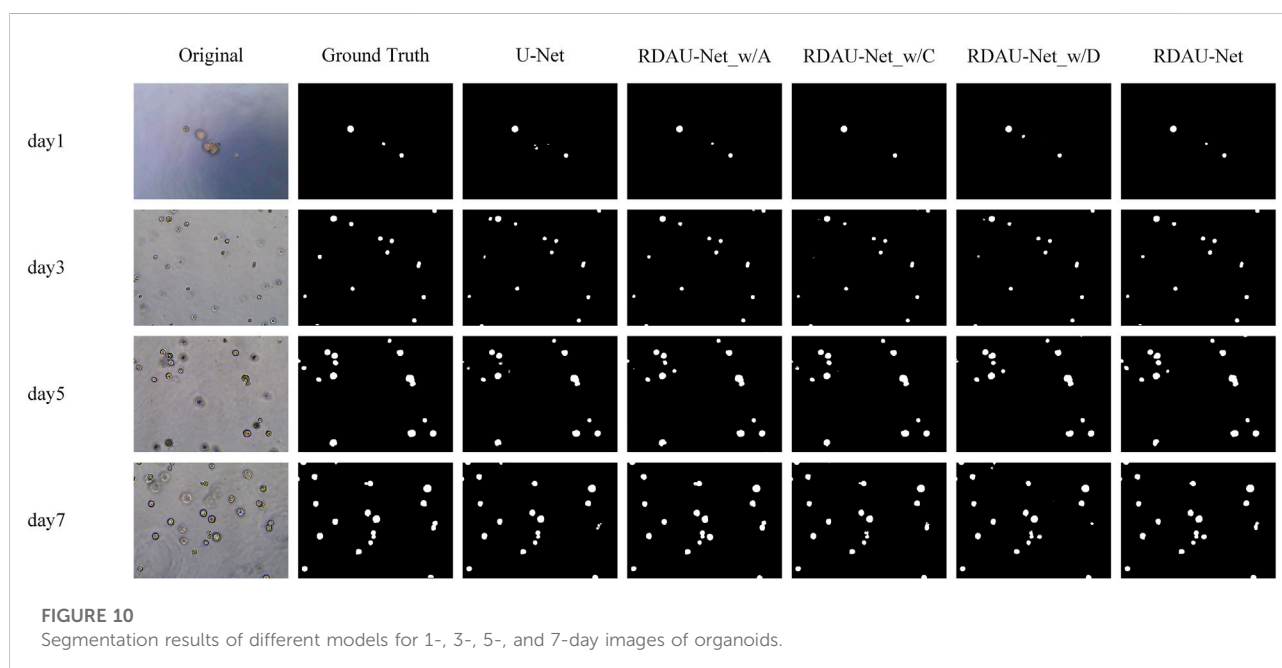 Original Ground Truth U-Net RDAU-Net_w/A RDAU-Net_w/C RDAU-Net_w/D RDAU-Net
day1
day3
day5
day7
FIGURE 10
Segmentation results of different models for 1-, 3-, 5-, and 7-day images of organoids.